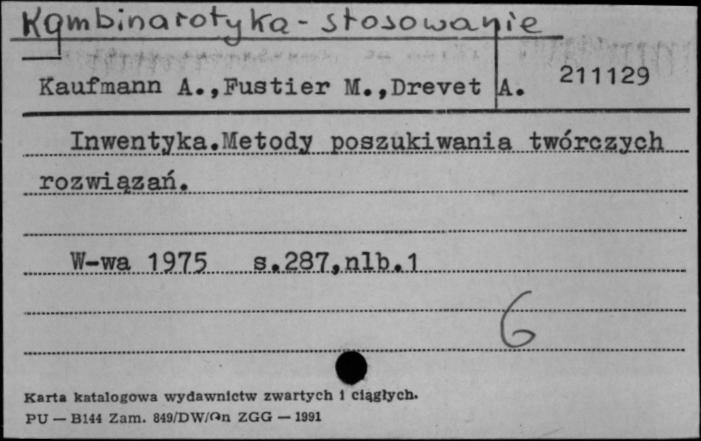 Kombinarotyka - stosowanie
Kaufmann A.,Fustier M.,Drevet A. 211129
Inwentyka.Metody poszukiwania twórczych
rozwiązań.
W-wa 1975 s.287,nlb.1
6
Karta katalogowa wydawnictw zwartych i ciągłych.
PU — B144 Zam. 849/DW/On ZGG — 1991